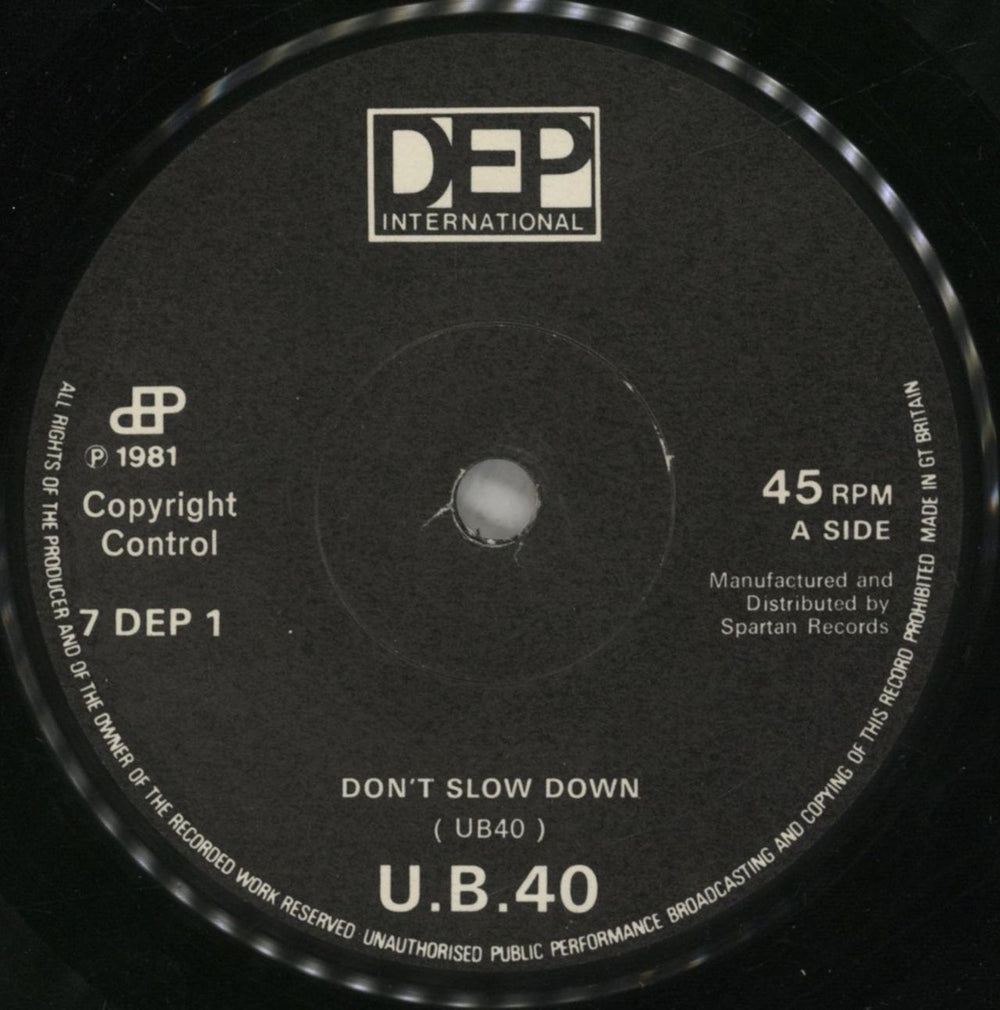 DEP
INTERNATIONAL
DEP
℗ 1981
Copyright
Control
7 DEP 1
45 RPM
A SIDE
Manufactured and
Distributed by
Spartan Records
DON'T SLOW DOWN
( UB40 )
U.B.40
ALL RIGHTS OF THE PRODUCER AND OF THE OWNER OF THE RECORDED WORK RESERVED UNAUTHORISED PUBLIC PERFORMANCE BROADCASTING AND COPYING OF THIS RECORD PROHIBITED MADE IN GT BRITAIN